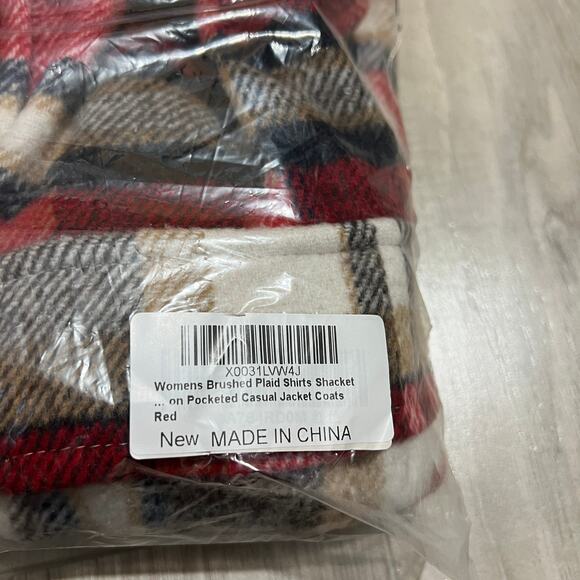 X0031LVW4J
Womens Brushed Plaid Shirts Shacket
... on Pocketed Casual Jacket Coats
Red
New MADE IN CHINA